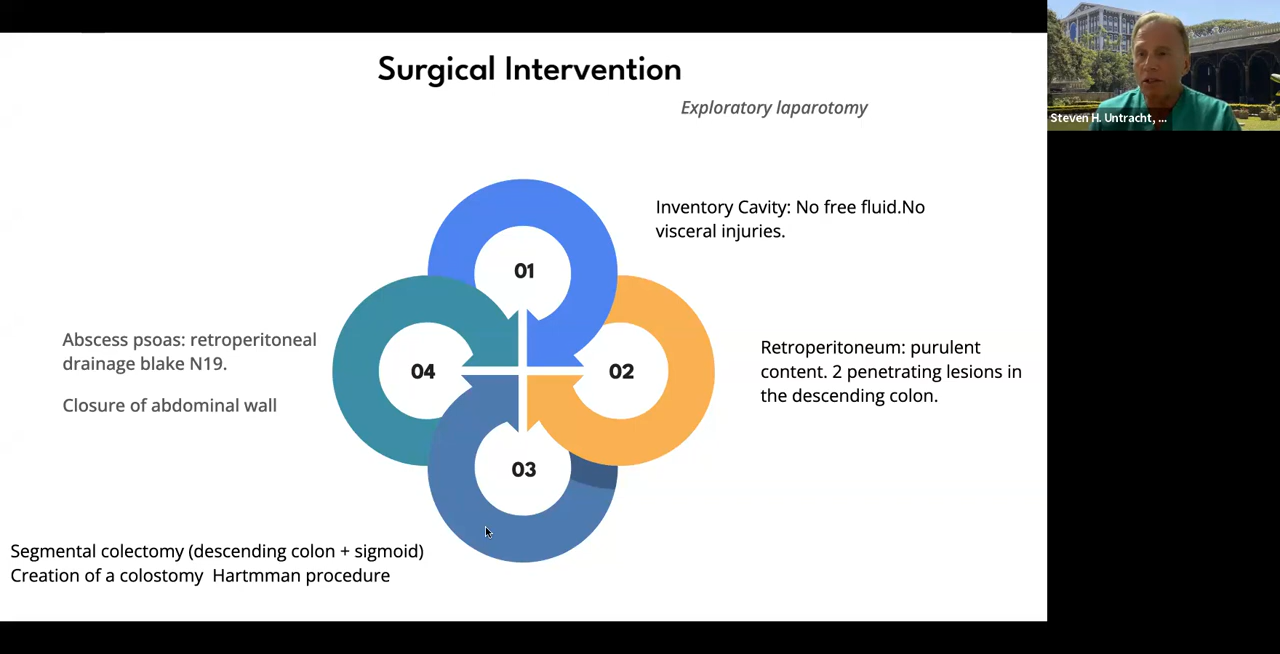 Surgical Intervention
Exploratory laparotomy
Steven H. Untracht, ...
01
Inventory Cavity: No free fluid.No
visceral injuries.
02
Retroperitoneum: purulent
content. 2 penetrating lesions in
the descending colon.
03
Segmental colectomy (descending colon + sigmoid)
Creation of a colostomy Hartmman procedure
04
Abscess psoas: retroperitoneal
drainage blake N19.
Closure of abdominal wall